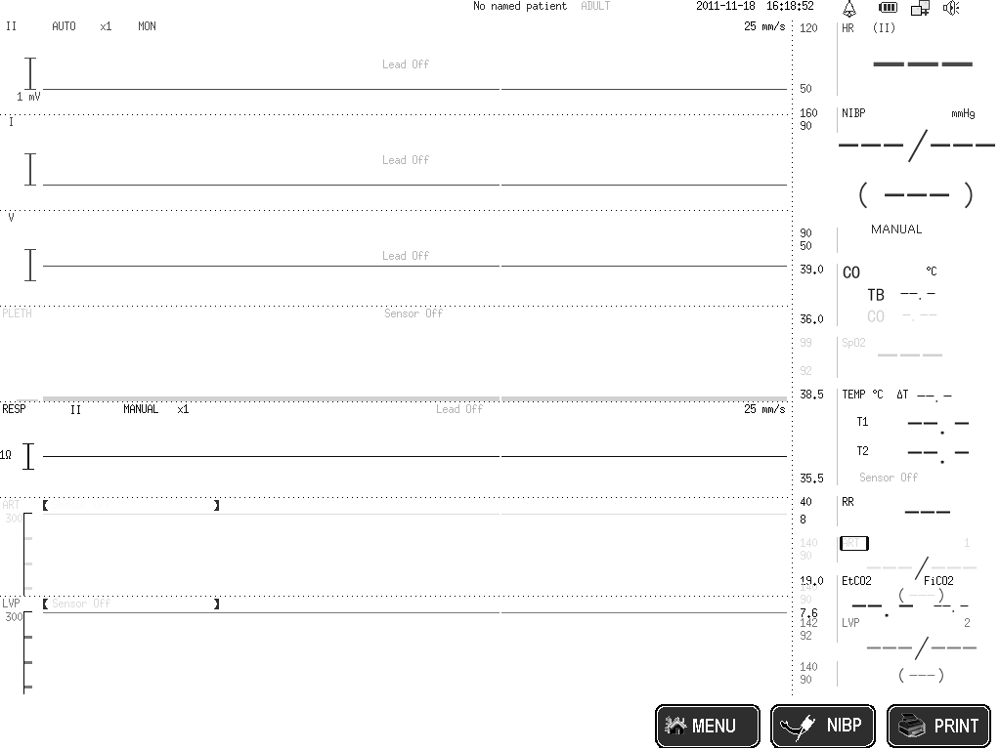 No named patient ADULT 2011-11-18 16:18:52
II AUTO x1 MON 25 mm/s
120 HR (II)
Lead Off
---
1 mV
50
I
160 NIBP mmHg
90
---/---
Lead Off
( --- )
V
MANUAL
90
50
Lead Off
39.0 CO °C
TB --.-
CO -.--
PLETH Sensor Off
36.0
99 SpO2
---
92
38.5 TEMP °C ΔT --.-
RESP II MANUAL x1 Lead Off 25 mm/s
T1 --.-
1Ω
T2 --.-
35.5 Sensor Off
ART Sensor Off
300
40 RR
8 ---
140 ART 1
90
---/---
19.0 EtCO2 FiCO2
140
90 (---)
LVP Sensor Off
300
7.6 --.- --.-
142 LVP 2
92
---/---
140
90 (---)
MENU NIBP PRINT